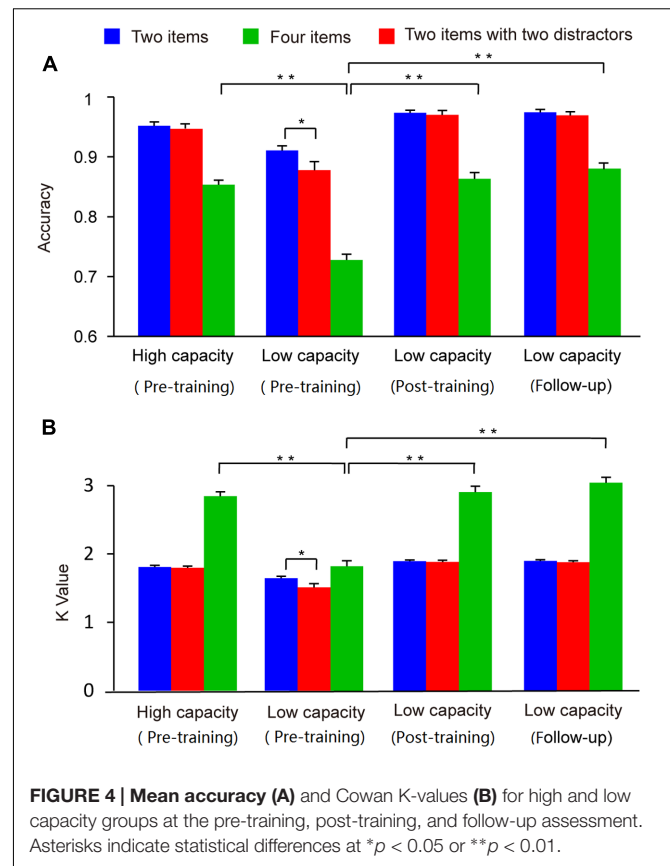 Two items Four items Two items with two distractors
A
* * * * * *
*
1
0.9
0.8
0.7
0.6
Accuracy
High capacity Low capacity Low capacity Low capacity
( Pre-training) ( Pre-training) (Post-training) (Follow-up)
B
* * * * * *
*
3
2
1
0
K Value
High capacity Low capacity Low capacity Low capacity
( Pre-training) ( Pre-training) (Post-training) (Follow-up)
FIGURE 4 | Mean accuracy (A) and Cowan K-values (B) for high and low
capacity groups at the pre-training, post-training, and follow-up assessment.
Asterisks indicate statistical differences at *p < 0.05 or **p < 0.01.